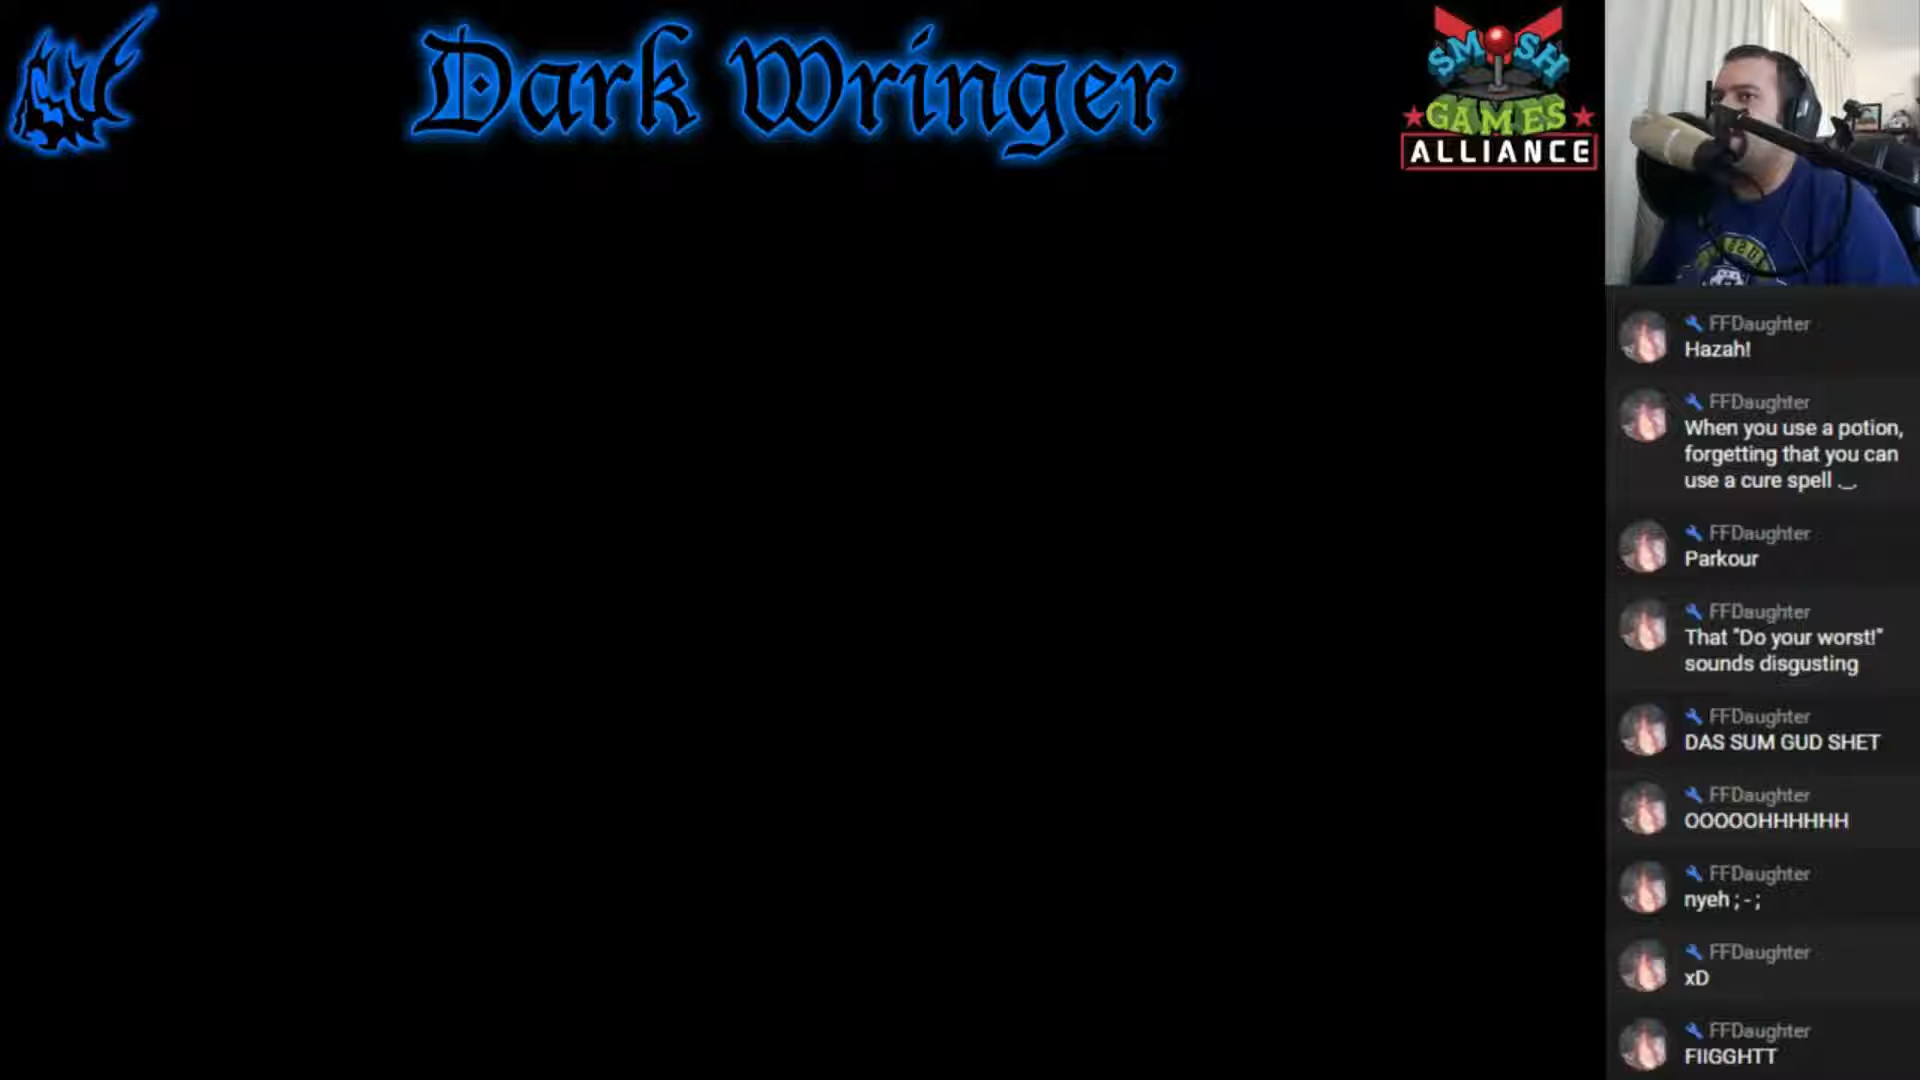 Dark Wringer
SMOSH
GAMES
ALLIANCE
FFDaughter
Hazah!
FFDaughter
When you use a potion,
forgetting that you can
use a cure spell ._.
FFDaughter
Parkour
FFDaughter
That "Do your worst!"
sounds disgusting
FFDaughter
DAS SUM GUD SHET
FFDaughter
OOOOOHHHHHH
FFDaughter
nyeh ; - ;
FFDaughter
xD
FFDaughter
FIIGGHTT